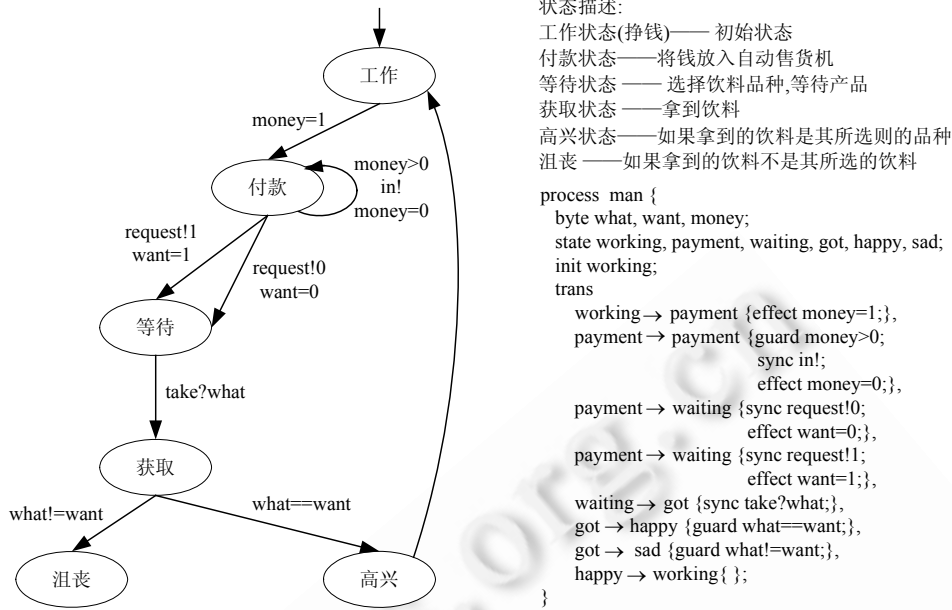 工作
money=1
付款
money>0
in!
money=0
request!1
want=1
request!0
want=0
等待
take?what
获取
what!=want
what==want
沮丧
高兴
状态描述:
工作状态(挣钱)—— 初始状态
付款状态——将钱放入自动售货机
等待状态 —— 选择饮料品种,等待产品
获取状态 ——拿到饮料
高兴状态——如果拿到的饮料是其所选则的品种
沮丧 ——如果拿到的饮料不是其所选的饮料
process man {
byte what, want, money;
state working, payment, waiting, got, happy, sad;
init working;
trans
working→ payment {effect money=1;},
payment→ payment {guard money>0;
sync in!;
effect money=0;},
payment→ waiting {sync request!0;
effect want=0;},
payment→ waiting {sync request!1;
effect want=1;},
waiting→ got {sync take?what;},
got → happy {guard what==want;},
got → sad {guard what!=want;},
happy → working{ };
}
.org.cn